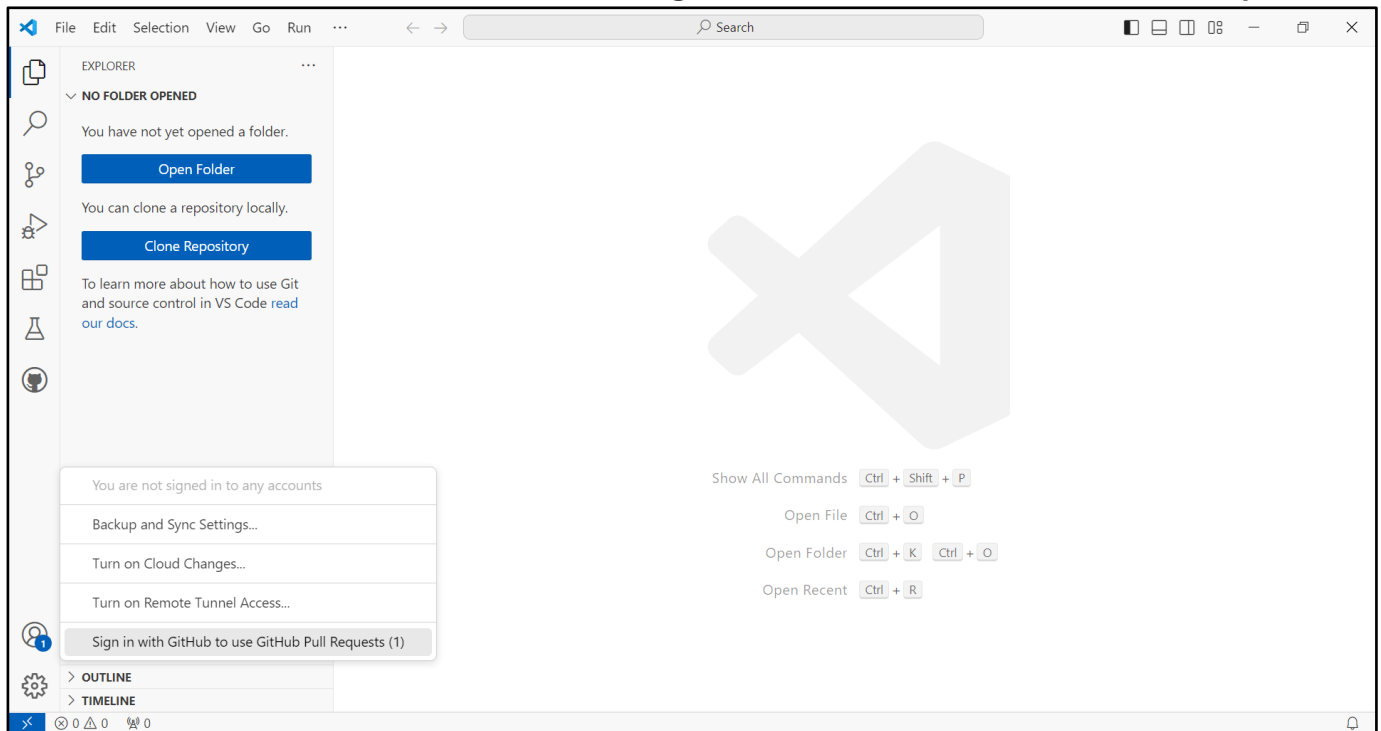 File Edit Selection View Go Run ···
Search
EXPLORER ···
NO FOLDER OPENED
You have not yet opened a folder.
Open Folder
You can clone a repository locally.
Clone Repository
To learn more about how to use Git
and source control in VS Code read
our docs.
You are not signed in to any accounts
Backup and Sync Settings...
Turn on Cloud Changes...
Turn on Remote Tunnel Access...
Sign in with GitHub to use GitHub Pull Requests (1)
1
OUTLINE
TIMELINE
0 0 0
Show All Commands Ctrl + Shift + P
Open File Ctrl + O
Open Folder Ctrl + K Ctrl + O
Open Recent Ctrl + R